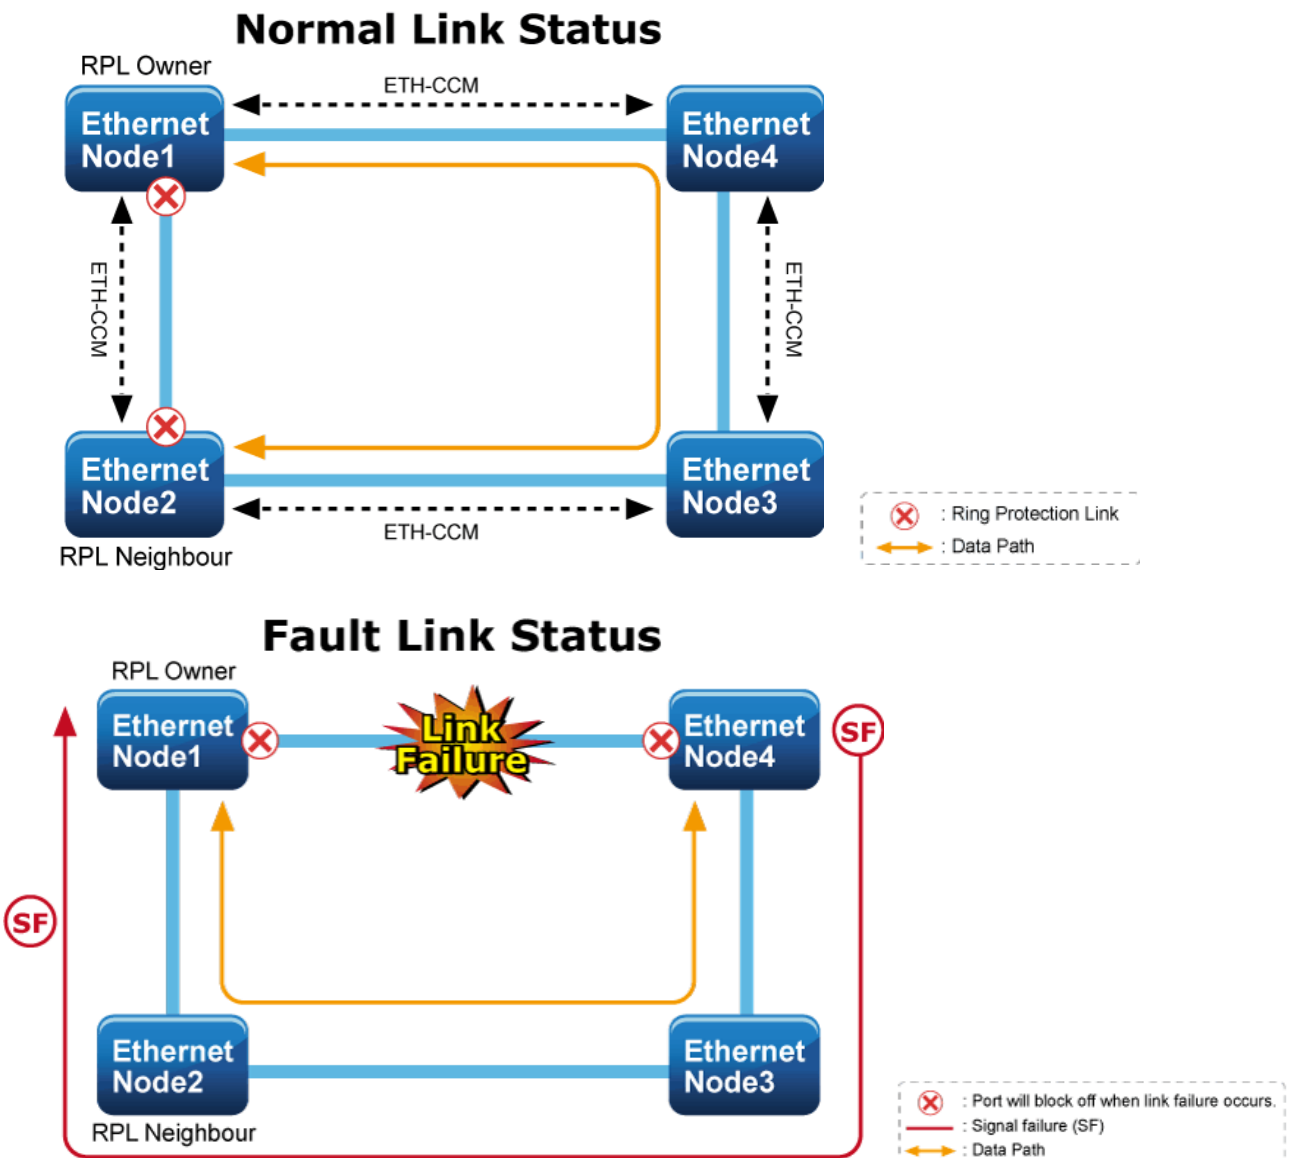 Normal Link Status
RPL Owner
ETH-CCM
Ethernet
Node1
Ethernet
Node4
ETH-CCM
ETH-CCM
Ethernet
Node2
Ethernet
Node3
ETH-CCM
RPL Neighbour
: Ring Protection Link
: Data Path
Fault Link Status
RPL Owner
Ethernet
Node1
Link
Failure
Ethernet
Node4
SF
SF
Ethernet
Node2
Ethernet
Node3
RPL Neighbour
: Port will block off when link failure occurs.
: Signal failure (SF)
: Data Path